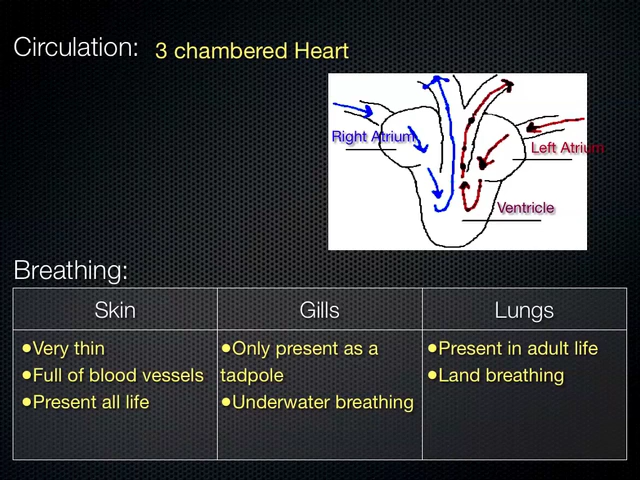 Circulation: 3 chambered Heart
Right Atrium
Left Atrium
Ventricle
Breathing:
Skin Gills Lungs
●Very thin
●Full of blood vessels
●Present all life
●Only present as a
tadpole
●Underwater breathing
●Present in adult life
●Land breathing